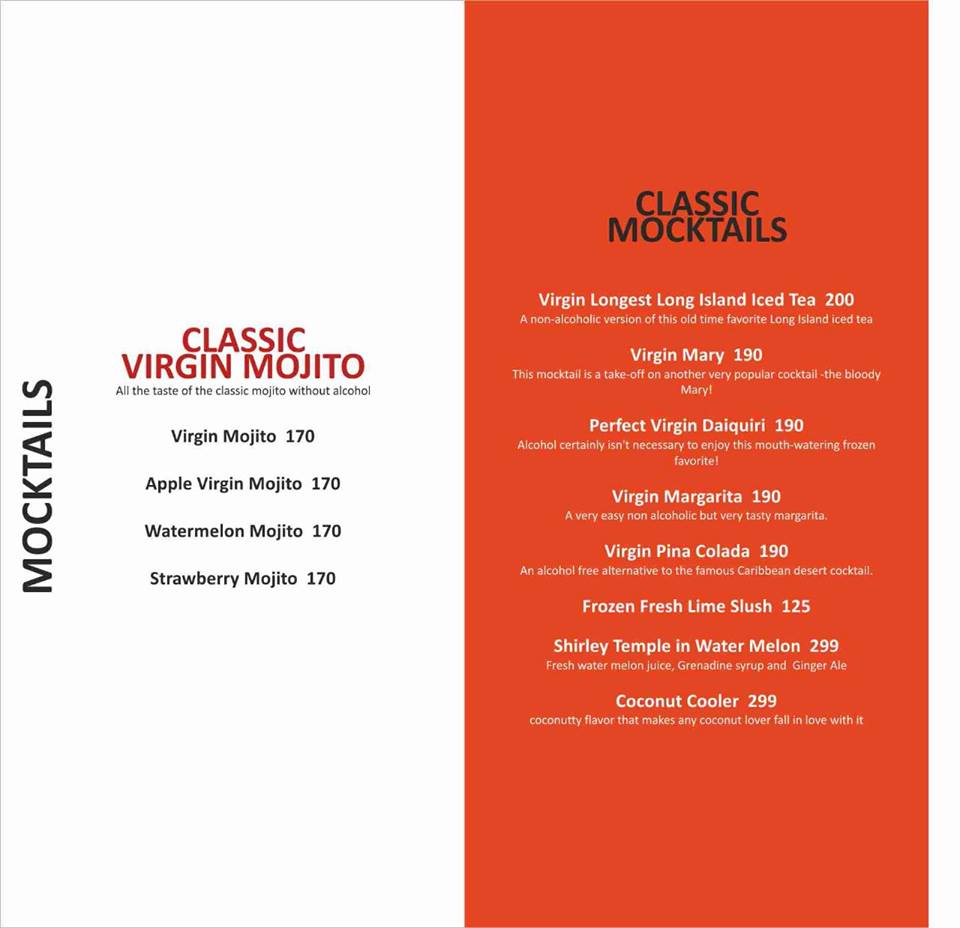 MOCKTAILS
CLASSIC
VIRGIN MOJITO
All the taste of the classic mojito without alcohol
Virgin Mojito 170
Apple Virgin Mojito 170
Watermelon Mojito 170
Strawberry Mojito 170
CLASSIC
MOCKTAILS
Virgin Longest Long Island Iced Tea 200
A non-alcoholic version of this old time favorite Long Island iced tea
Virgin Mary 190
This mocktail is a take-off on another very popular cocktail -the bloody
Mary!
Perfect Virgin Daiquiri 190
Alcohol certainly isn't necessary to enjoy this mouth-watering frozen
favorite!
Virgin Margarita 190
A very easy non alcoholic but very tasty margarita.
Virgin Pina Colada 190
An alcohol free alternative to the famous Caribbean desert cocktail.
Frozen Fresh Lime Slush 125
Shirley Temple in Water Melon 299
Fresh water melon juice, Grenadine syrup and Ginger Ale
Coconut Cooler 299
coconutty flavor that makes any coconut lover fall in love with it